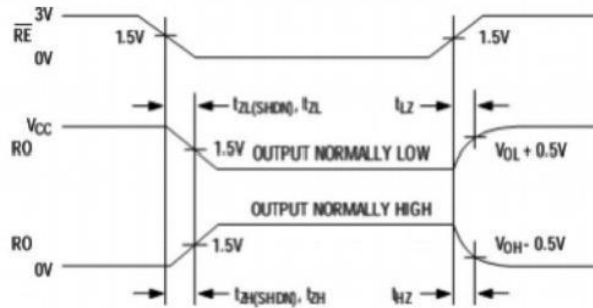 3V
RE
1.5V
1.5V
0V
tZL(SHDN), tZL
tLZ
VCC
RO
1.5V
OUTPUT NORMALLY LOW
VOL + 0.5V
OUTPUT NORMALLY HIGH
RO
1.5V
VOH - 0.5V
0V
tZH(SHDN), tZH
tHZ